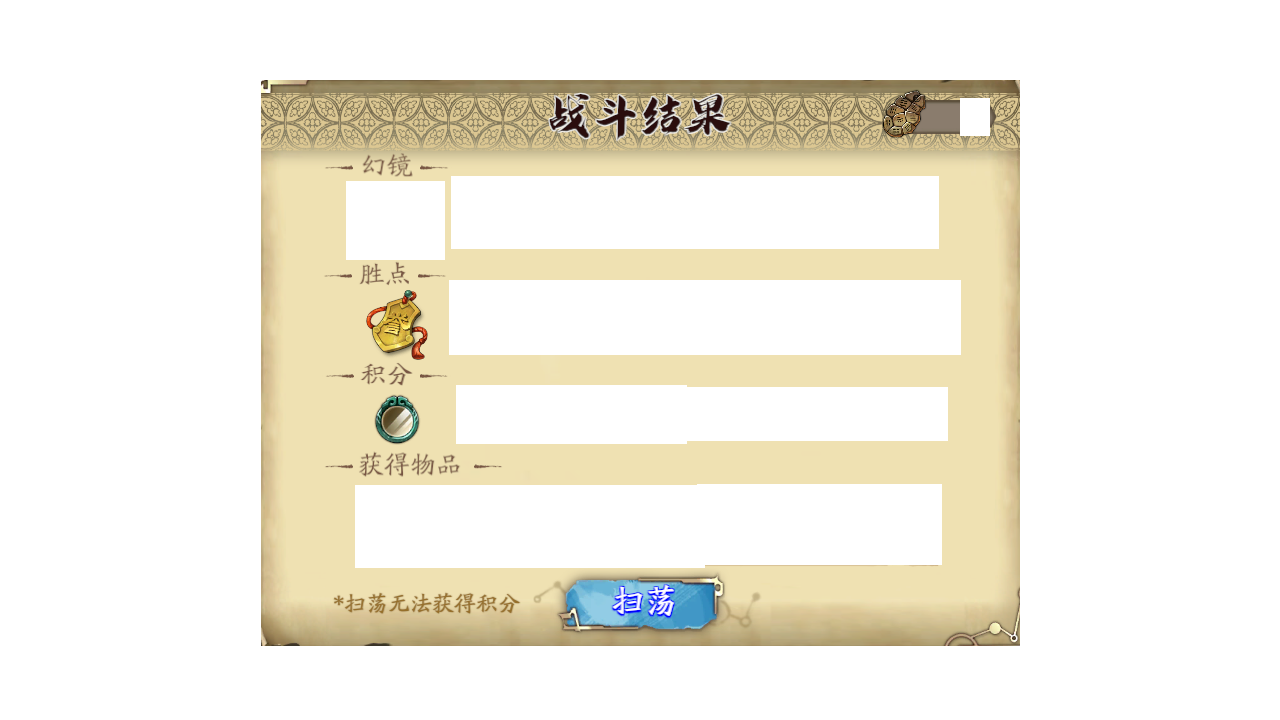 战斗结果
幻镜
胜点
积分
获得物品
*扫荡无法获得积分
扫荡